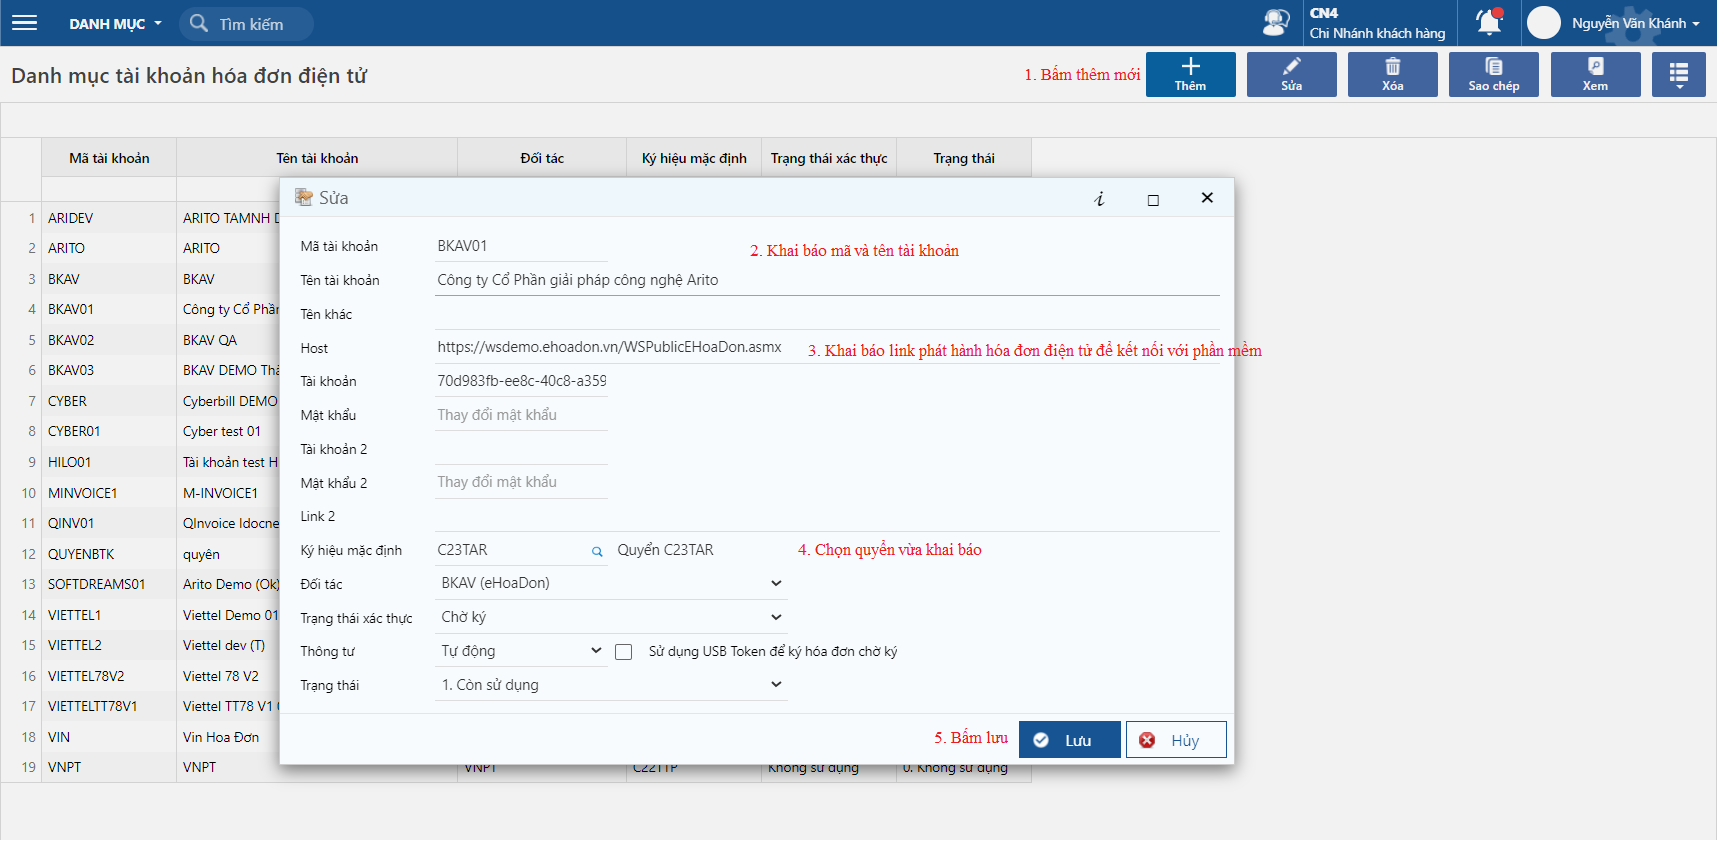 DANH MỤC
Tìm kiếm
CN4
Chi Nhánh khách hàng
Nguyễn Văn Khánh
Danh mục tài khoản hóa đơn điện tử
1. Bấm thêm mới
Thêm
Sửa
Xóa
Sao chép
Xem
Mã tài khoản Tên tài khoản Đối tác Ký hiệu mặc định Trạng thái xác thực Trạng thái
1 ARIDEV ARITO TAMNH
2 ARITO ARITO
3 BKAV BKAV
4 BKAV01 Công ty Cổ Phần
5 BKAV02 BKAV QA
6 BKAV03 BKAV DEMO
7 CYBER Cyberbill DEMO
8 CYBER01 Cyber test 01
9 HILO01 Tài khoản test
10 MINVOICE1 M-INVOICE1
11 QINV01 QInvoice Idocne
12 QUYENBTK quyên
13 SOFTDREAMS01 Arito Demo (Ok)
14 VIETTEL1 Viettel Demo 01
15 VIETTEL2 Viettel dev (T)
16 VIETTEL78V2 Viettel 78 V2
17 VIETTELTT78V1 Viettel TT78 V1
18 VIN Vin Hoa Đơn
19 VNPT VNPT VNPT C22TTP Không sử dụng 0. Không sử dụng
Sửa
Mã tài khoản BKAV01
2. Khai báo mã và tên tài khoản
Tên tài khoản Công ty Cổ Phần giải pháp công nghệ Arito
Tên khác
Host https://wsdemo.ehoadon.vn/WSPublicEHoaDon.asmx
3. Khai báo link phát hành hóa đơn điện tử để kết nối với phần mềm
Tài khoản 70d983fb-ee8c-40c8-a359
Mật khẩu Thay đổi mật khẩu
Tài khoản 2
Mật khẩu 2 Thay đổi mật khẩu
Link 2
Ký hiệu mặc định C23TAR Quyển C23TAR
4. Chọn quyển vừa khai báo
Đối tác BKAV (eHoaDon)
Trạng thái xác thực Chờ ký
Thông tư Tự động Sử dụng USB Token để ký hóa đơn chờ ký
Trạng thái 1. Còn sử dụng
5. Bấm lưu
Lưu
Hủy